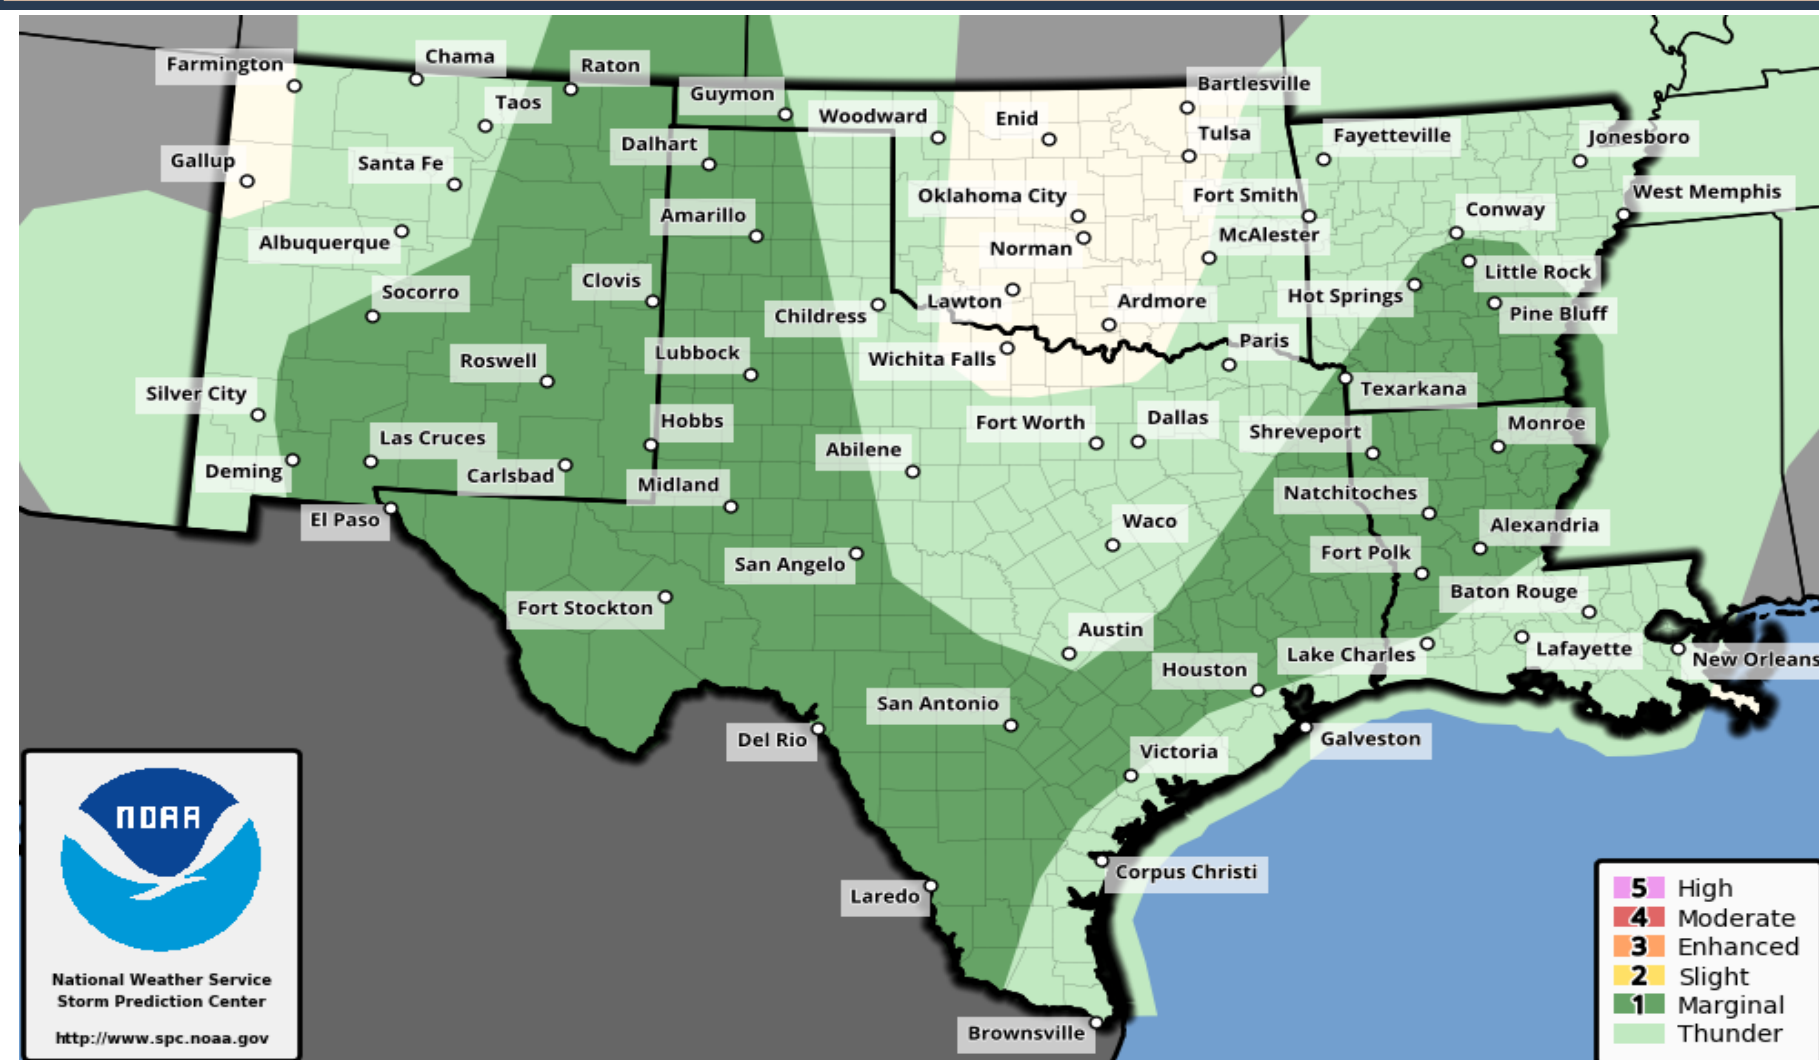 Farmington
Chama
Raton
Taos
Guymon
Woodward
Enid
Bartlesville
Tulsa
Fayetteville
Jonesboro
Gallup
Santa Fe
Dalhart
Oklahoma City
Fort Smith
Conway
West Memphis
Albuquerque
Amarillo
Norman
McAlester
Little Rock
Socorro
Clovis
Childress
Lawton
Ardmore
Hot Springs
Pine Bluff
Roswell
Lubbock
Wichita Falls
Paris
Texarkana
Silver City
Las Cruces
Hobbs
Abilene
Fort Worth
Dallas
Shreveport
Monroe
Deming
Carlsbad
Midland
Natchitoches
El Paso
San Angelo
Waco
Fort Polk
Alexandria
Fort Stockton
Austin
Baton Rouge
Houston
Lake Charles
Lafayette
New Orleans
Del Rio
San Antonio
Victoria
Galveston
Laredo
Corpus Christi
Brownsville
NOAA
National Weather Service
Storm Prediction Center
http://www.spc.noaa.gov
5 High
4 Moderate
3 Enhanced
2 Slight
1 Marginal
Thunder